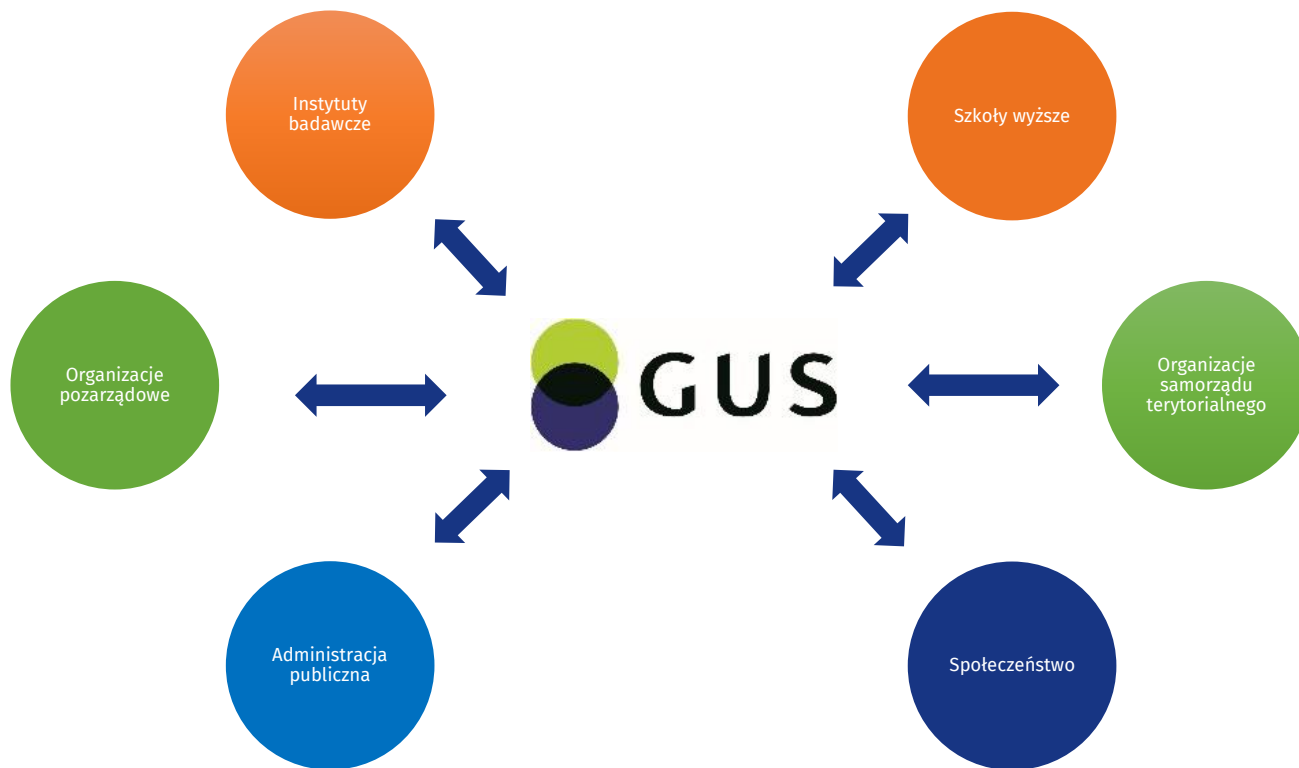 Instytuty
badawcze
Szkoły wyższe
Organizacje
pozarządowe
GUS
Organizacje
samorządu
terytorialnego
Administracja
publiczna
Społeczeństwo